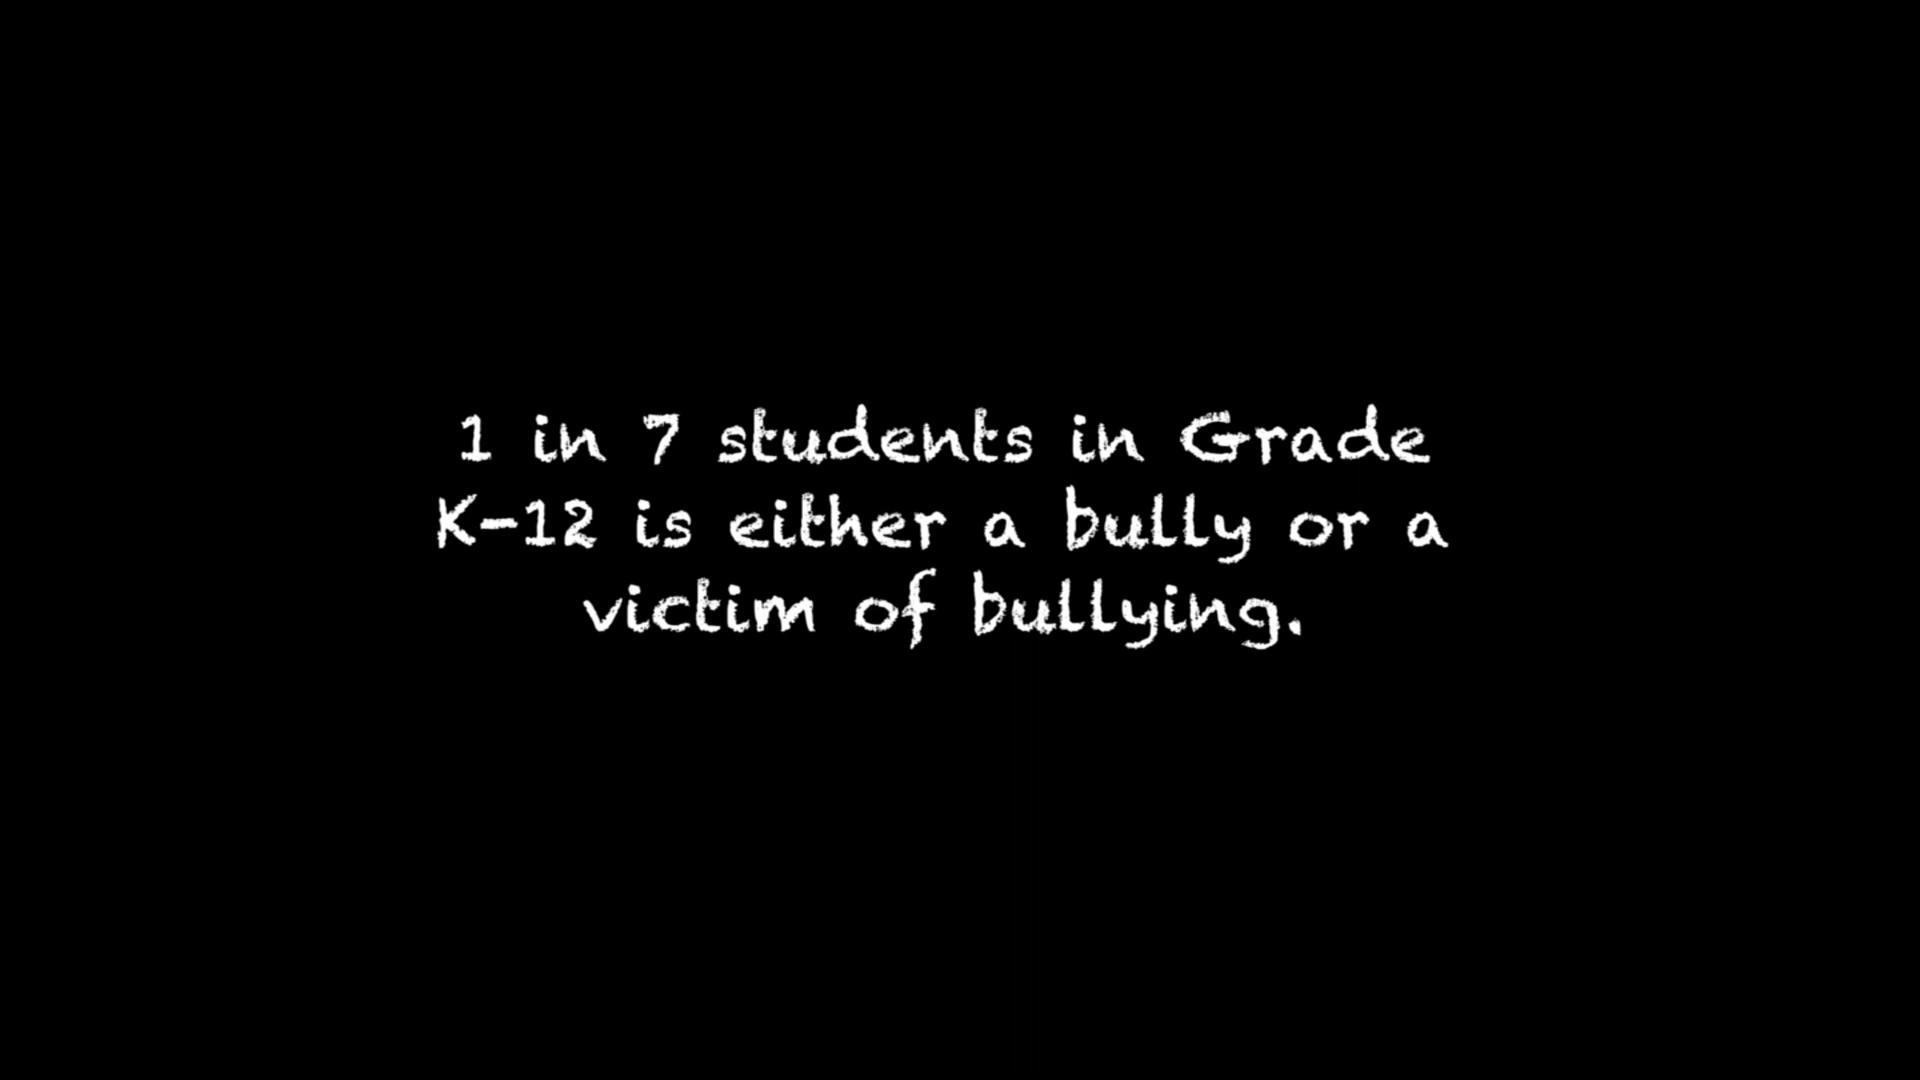 1 in 7 students in Grade
K-12 is either a bully or a
victim of bullying.